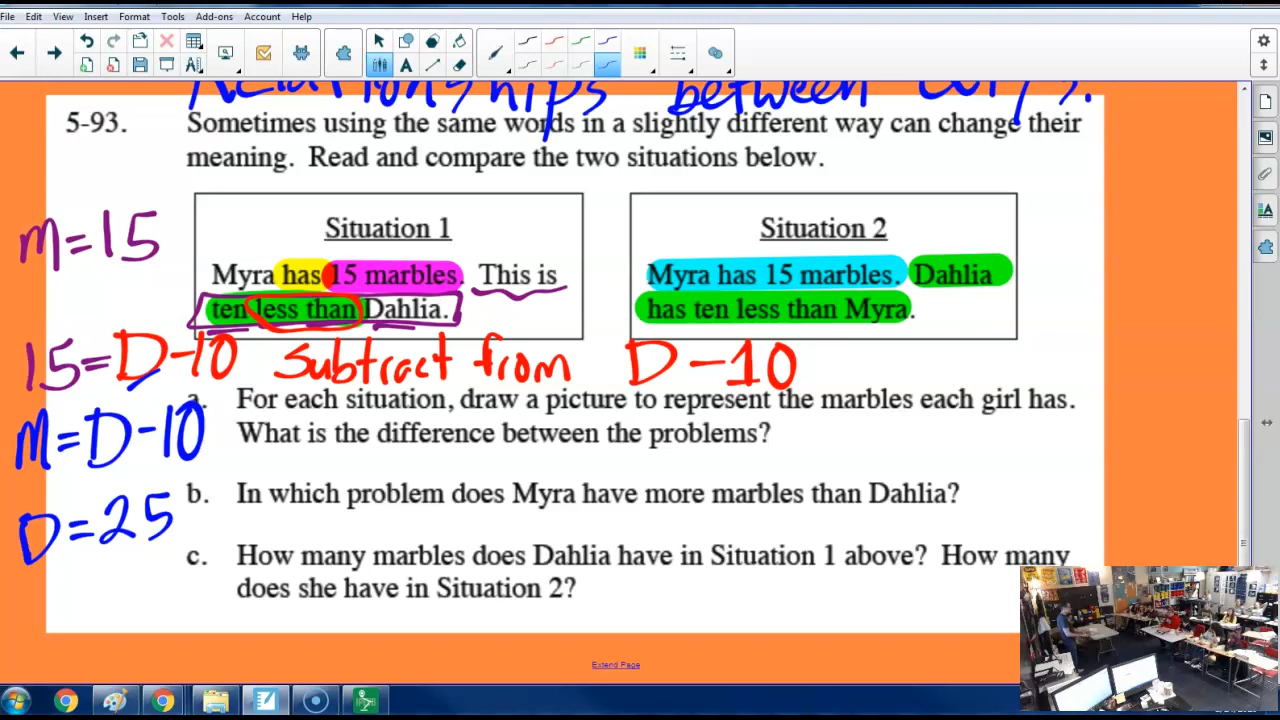 File Edit View Insert Format Tools Add-ons Account Help
Relationships between
5-93. Sometimes using the same words in a slightly different way can change their
meaning. Read and compare the two situations below.
Situation 1
Myra has 15 marbles. This is
ten less than Dahlia.
Situation 2
Myra has 15 marbles. Dahlia
has ten less than Myra.
m=15
15=D-10 Subtract from D-10
a. For each situation, draw a picture to represent the marbles each girl has.
What is the difference between the problems?
m=D-10
b. In which problem does Myra have more marbles than Dahlia?
D=25
c. How many marbles does Dahlia have in Situation 1 above? How many
does she have in Situation 2?
Extend Page